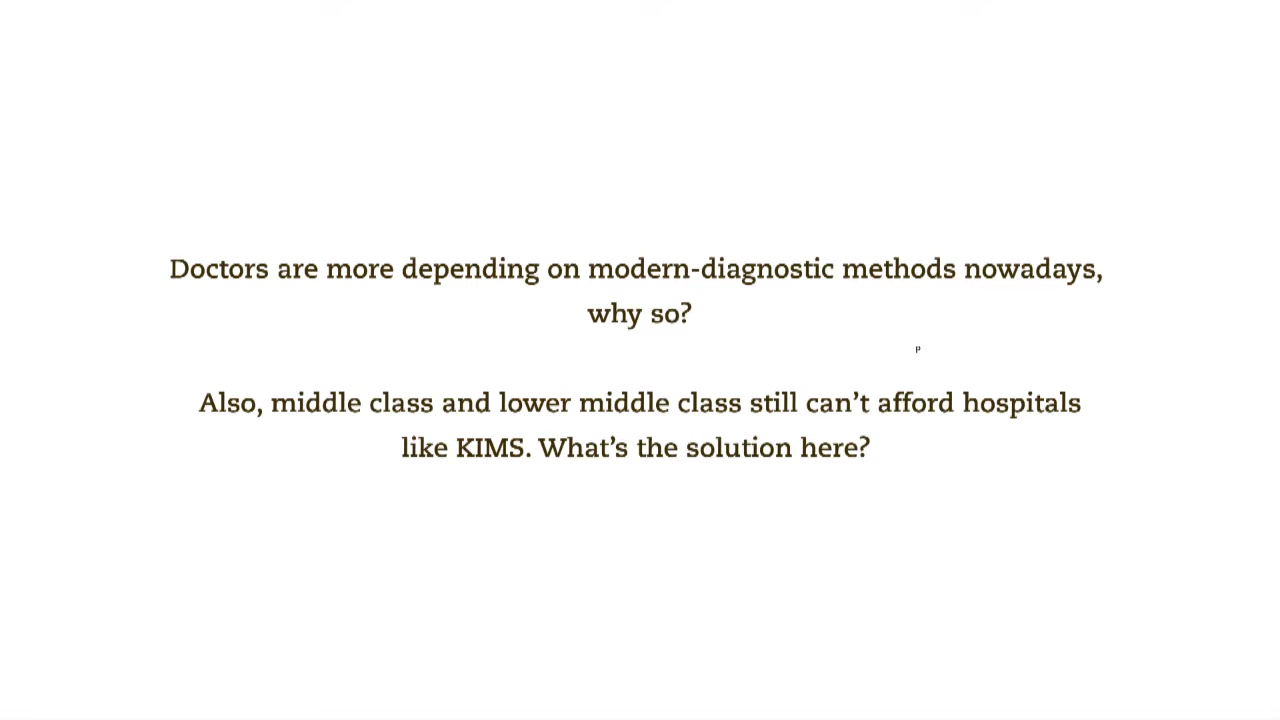 Doctors are more depending on modern-diagnostic methods nowadays,
why so?
Also, middle class and lower middle class still can't afford hospitals
like KIMS. What's the solution here?